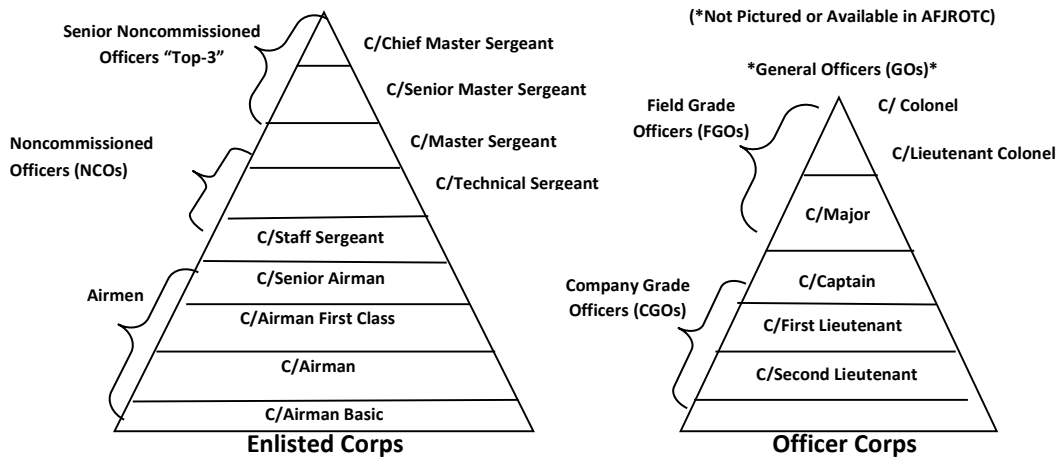 (*Not Pictured or Available in AFJROTC)
Senior Noncommissioned
Officers “Top-3”
C/Chief Master Sergeant
C/Senior Master Sergeant
Noncommissioned
Officers (NCOs)
C/Master Sergeant
C/Technical Sergeant
C/Staff Sergeant
Airmen
C/Senior Airman
C/Airman First Class
C/Airman
C/Airman Basic
Enlisted Corps
*General Officers (GOs)*
Field Grade
Officers (FGOs)
C/ Colonel
C/Lieutenant Colonel
C/Major
Company Grade
Officers (CGOs)
C/Captain
C/First Lieutenant
C/Second Lieutenant
Officer Corps